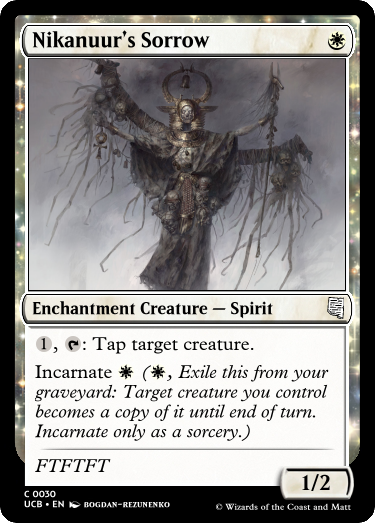 Nikanuur's Sorrow
Enchantment Creature — Spirit
1, : Tap target creature.
Incarnate (, Exile this from your
graveyard: Target creature you control
becomes a copy of it until end of turn.
Incarnate only as a sorcery.)
FTFTFT
1/2
C 0030
UCB • EN BOGDAN-REZUNENKO
© Wizards of the Coast and Matt